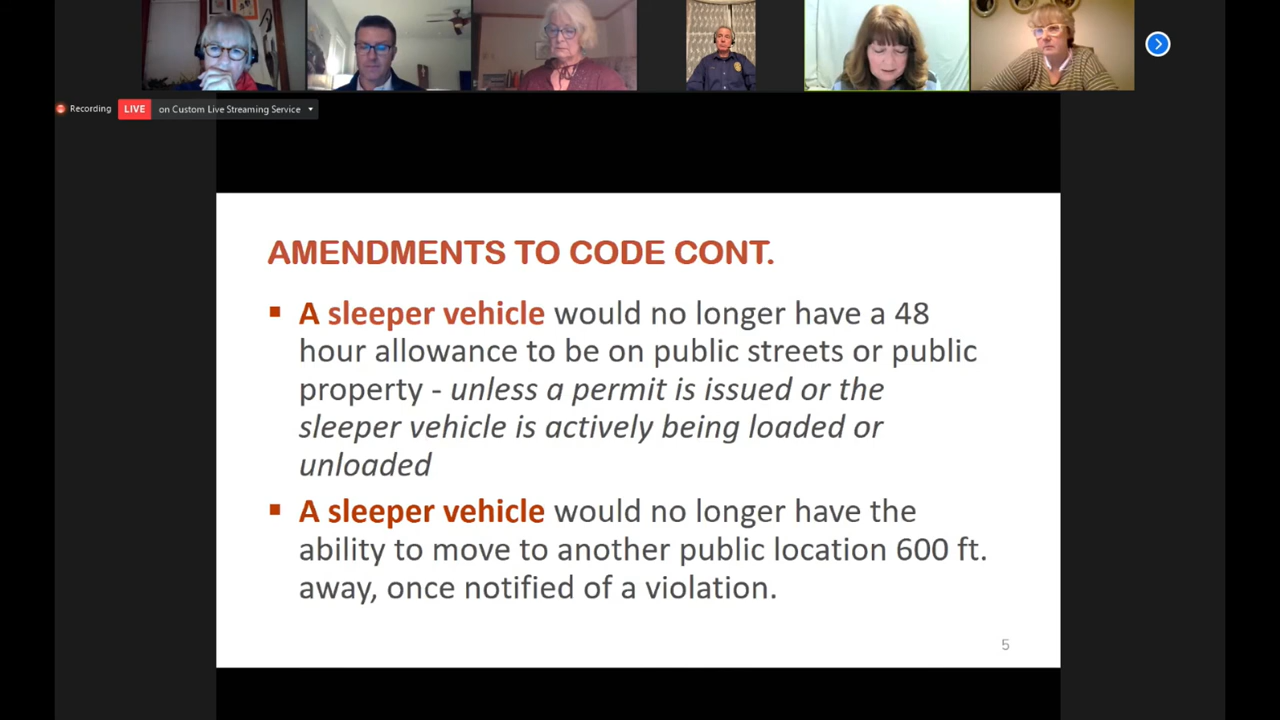 Recording LIVE on Custom Live Streaming Service
AMENDMENTS TO CODE CONT.
▪ A sleeper vehicle would no longer have a 48
hour allowance to be on public streets or public
property - unless a permit is issued or the
sleeper vehicle is actively being loaded or
unloaded
▪ A sleeper vehicle would no longer have the
ability to move to another public location 600 ft.
away, once notified of a violation.
5